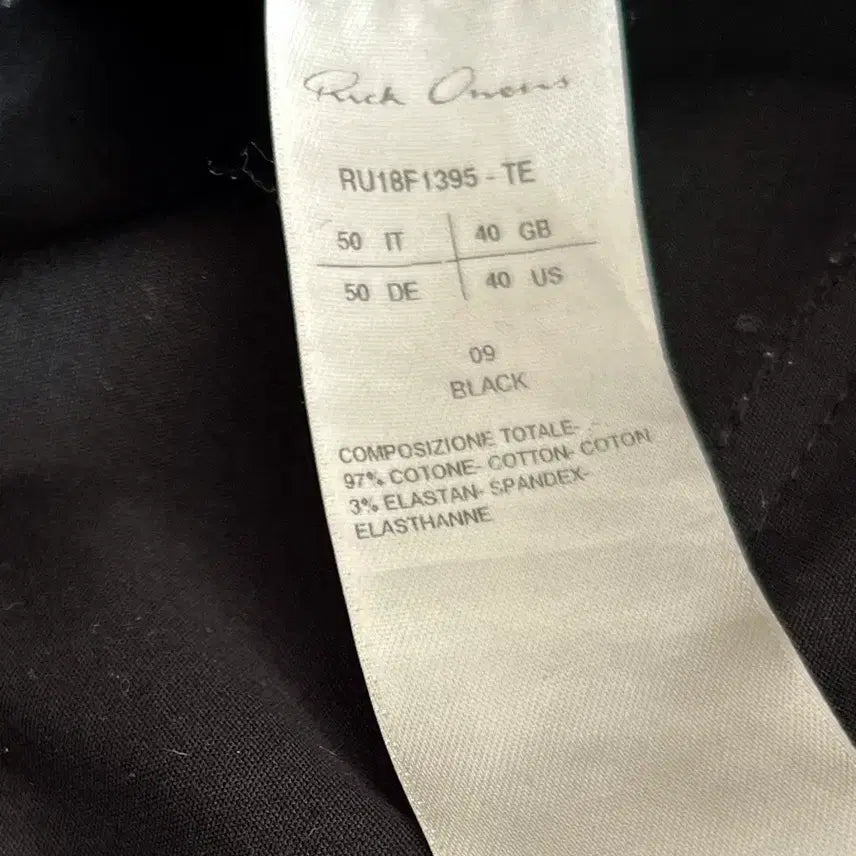 Rick Owens
RU18F1395 - TE
50 IT 40 GB
50 DE 40 US
09
BLACK
COMPOSIZIONE TOTALE-
97% COTONE- COTTON- COTON
3% ELASTAN- SPANDEX-
ELASTHANNE